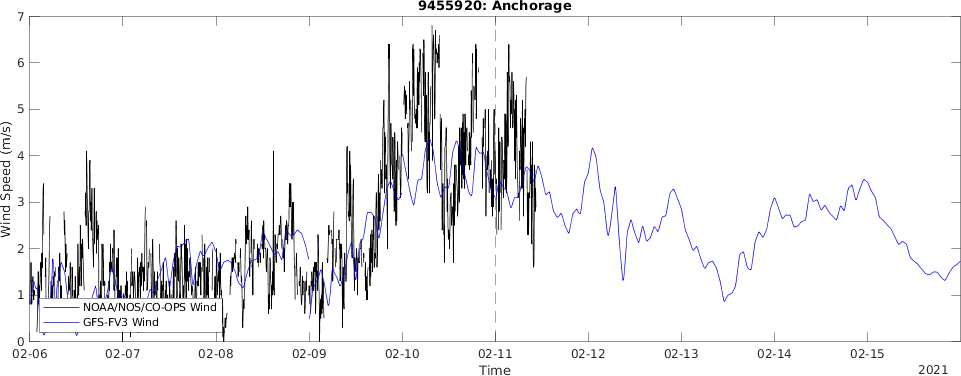 9455920: Anchorage
Wind Speed (m/s)
7
6
5
4
3
2
1
0
NOAA/NOS/CO-OPS Wind
GFS-FV3 Wind
02-06 02-07 02-08 02-09 02-10 02-11 02-12 02-13 02-14 02-15
Time
2021